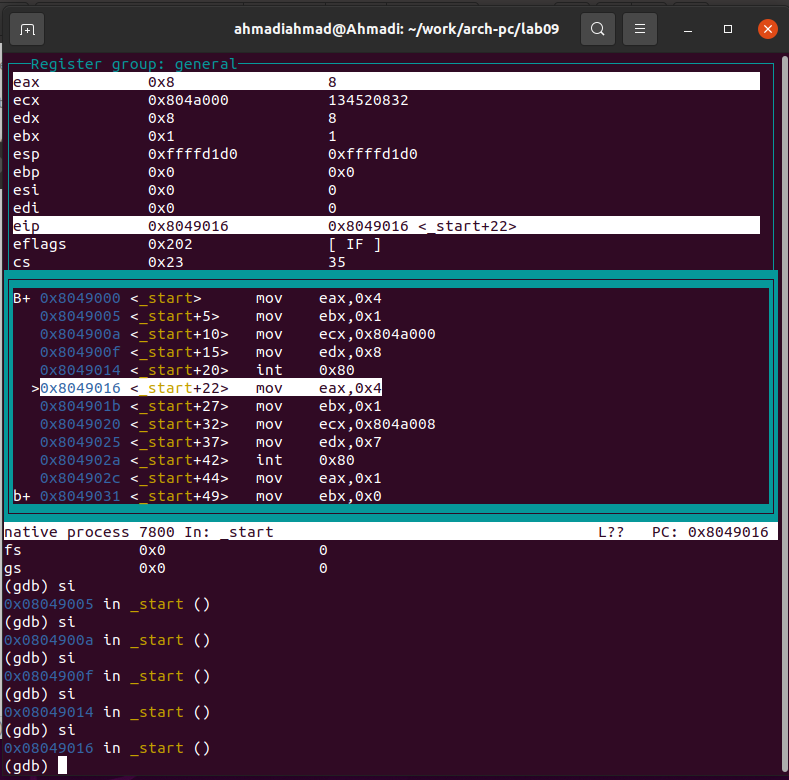 ahmadiahmad@Ahmadi: ~/work/arch-pc/lab09
Register group: general
eax 0x8 8
ecx 0x804a000 134520832
edx 0x8 8
ebx 0x1 1
esp 0xffffd1d0 0xffffd1d0
ebp 0x0 0x0
esi 0x0 0
edi 0x0 0
eip 0x8049016 0x8049016 <_start+22>
eflags 0x202 [ IF ]
cs 0x23 35
B+ 0x8049000 <_start> mov eax,0x4
0x8049005 <_start+5> mov ebx,0x1
0x804900a <_start+10> mov ecx,0x804a000
0x804900f <_start+15> mov edx,0x8
0x8049014 <_start+20> int 0x80
>0x8049016 <_start+22> mov eax,0x4
0x804901b <_start+27> mov ebx,0x1
0x8049020 <_start+32> mov ecx,0x804a008
0x8049025 <_start+37> mov edx,0x7
0x804902a <_start+42> int 0x80
0x804902c <_start+44> mov eax,0x1
b+ 0x8049031 <_start+49> mov ebx,0x0
native process 7800 In: _start L?? PC: 0x8049016
fs 0x0 0
gs 0x0 0
(gdb) si
0x08049005 in _start ()
(gdb) si
0x0804900a in _start ()
(gdb) si
0x0804900f in _start ()
(gdb) si
0x08049014 in _start ()
(gdb) si
0x08049016 in _start ()
(gdb)